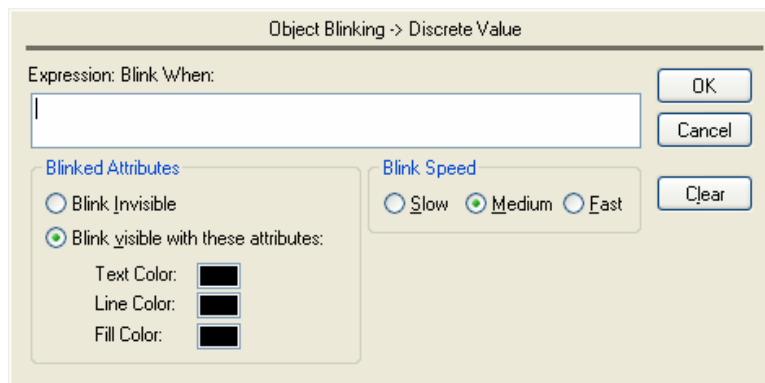 Object Blinking -> Discrete Value
Expression: Blink When:
OK
Cancel
Clear
Blinked Attributes
Blink Invisible
Blink visible with these attributes:
Text Color:
Line Color:
Fill Color:
Blink Speed
Slow Medium Fast